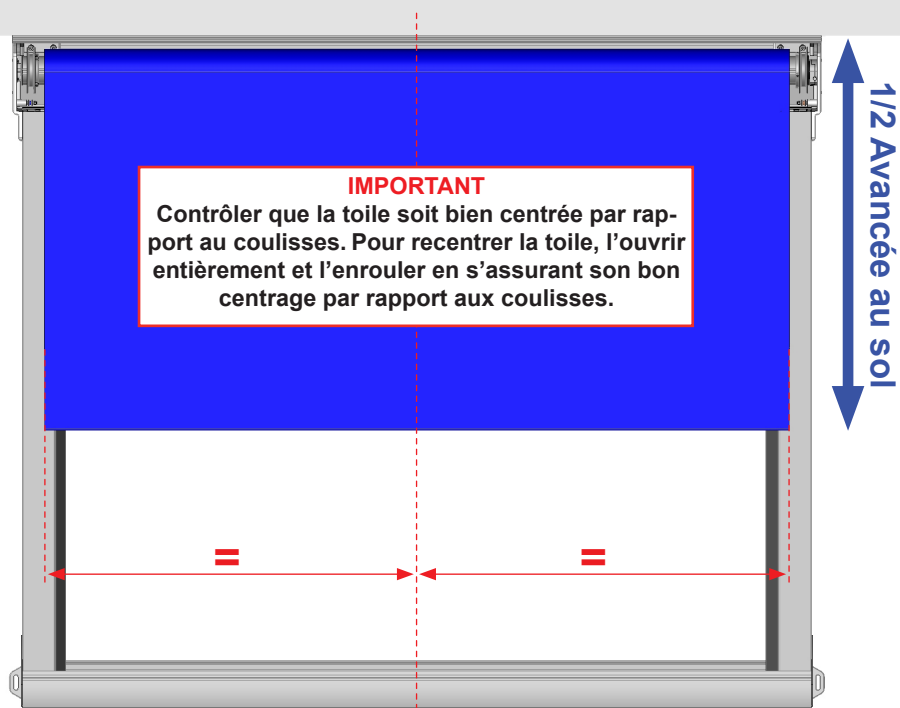 IMPORTANT
Contrôler que la toile soit bien centrée par rap-
port au coulisses. Pour recentrer la toile, l’ouvrir
entièrement et l’enrouler en s’assurant son bon
centrage par rapport aux coulisses.
1/2 Avancée au sol
= =